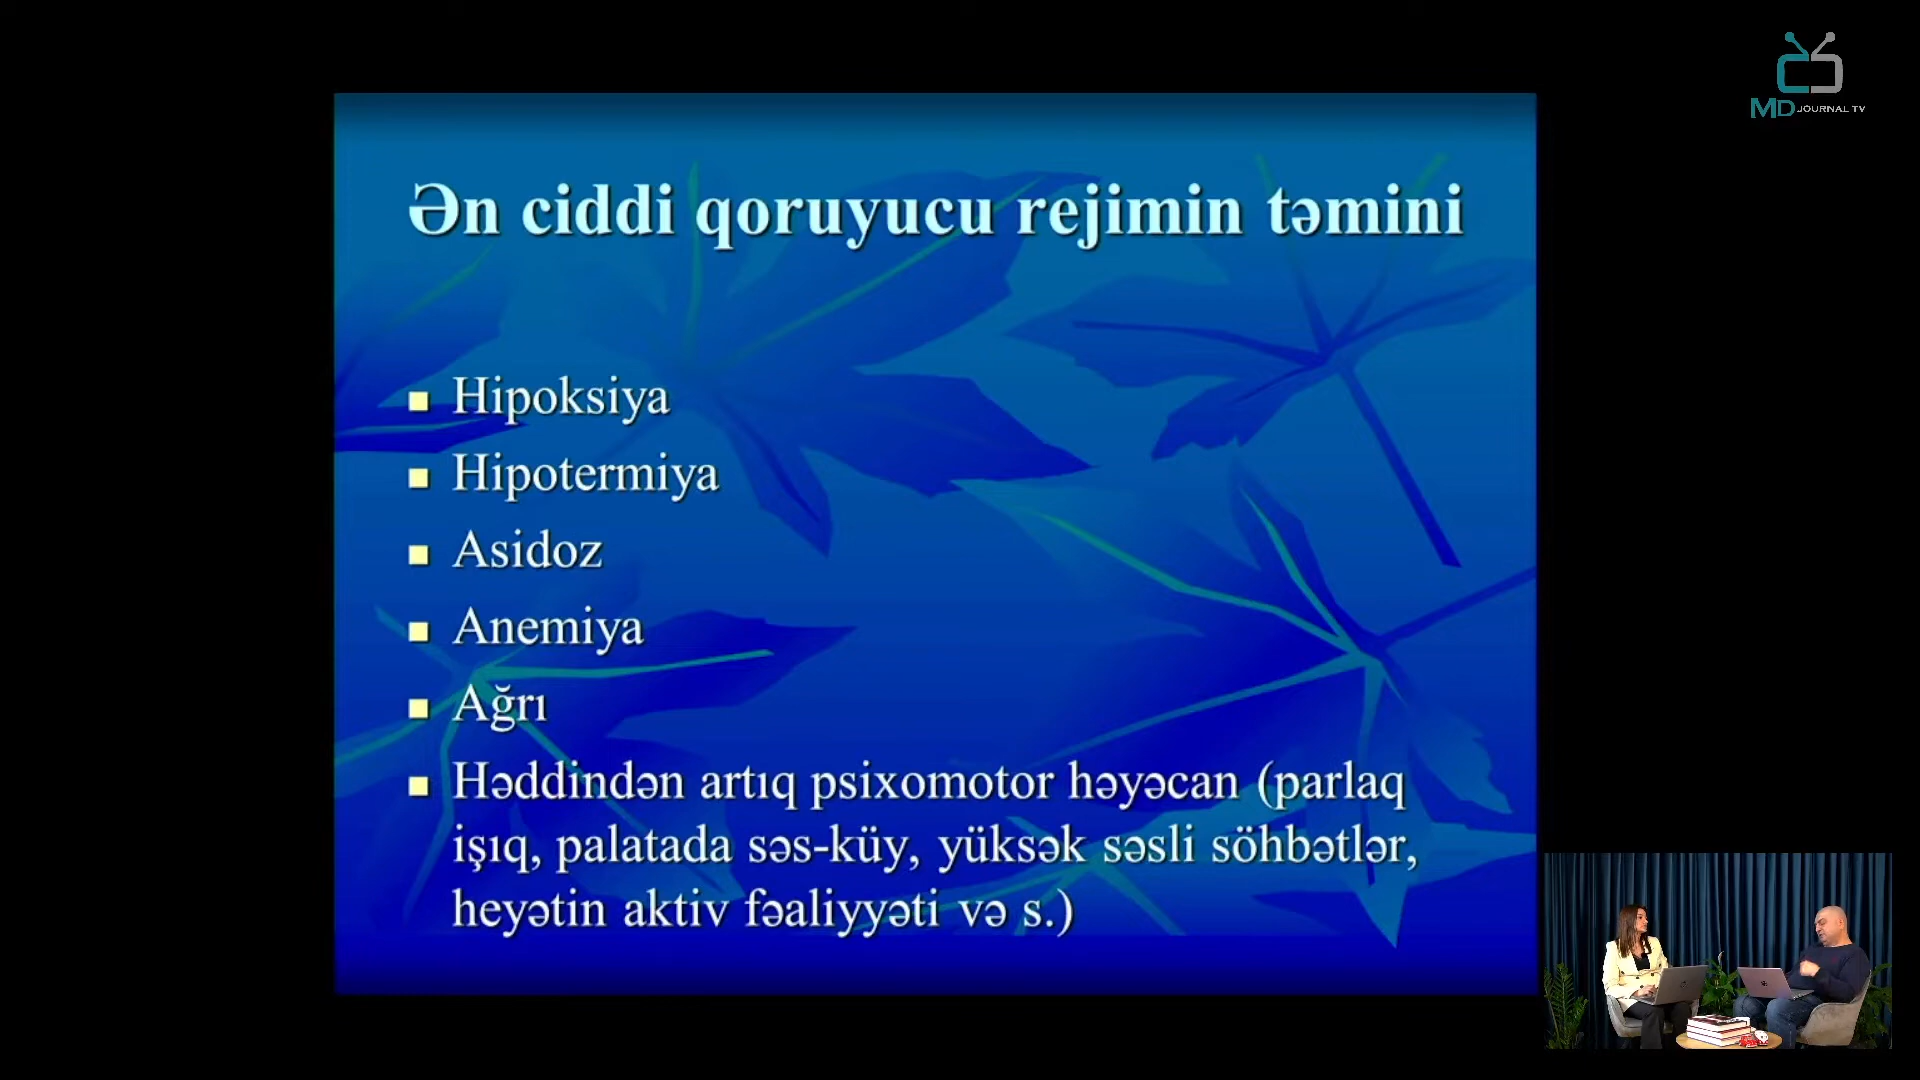 MD JOURNAL TV
Ən ciddi qoruyucu rejimin təmini
Hipoksiya
Hipotermiya
Asidoz
Anemiya
Ağrı
Həddindən artıq psixomotor həyəcan (parlaq
işıq, palatada səs-küy, yüksək səsli söhbətlər,
heyətin aktiv fəaliyyəti və s.)